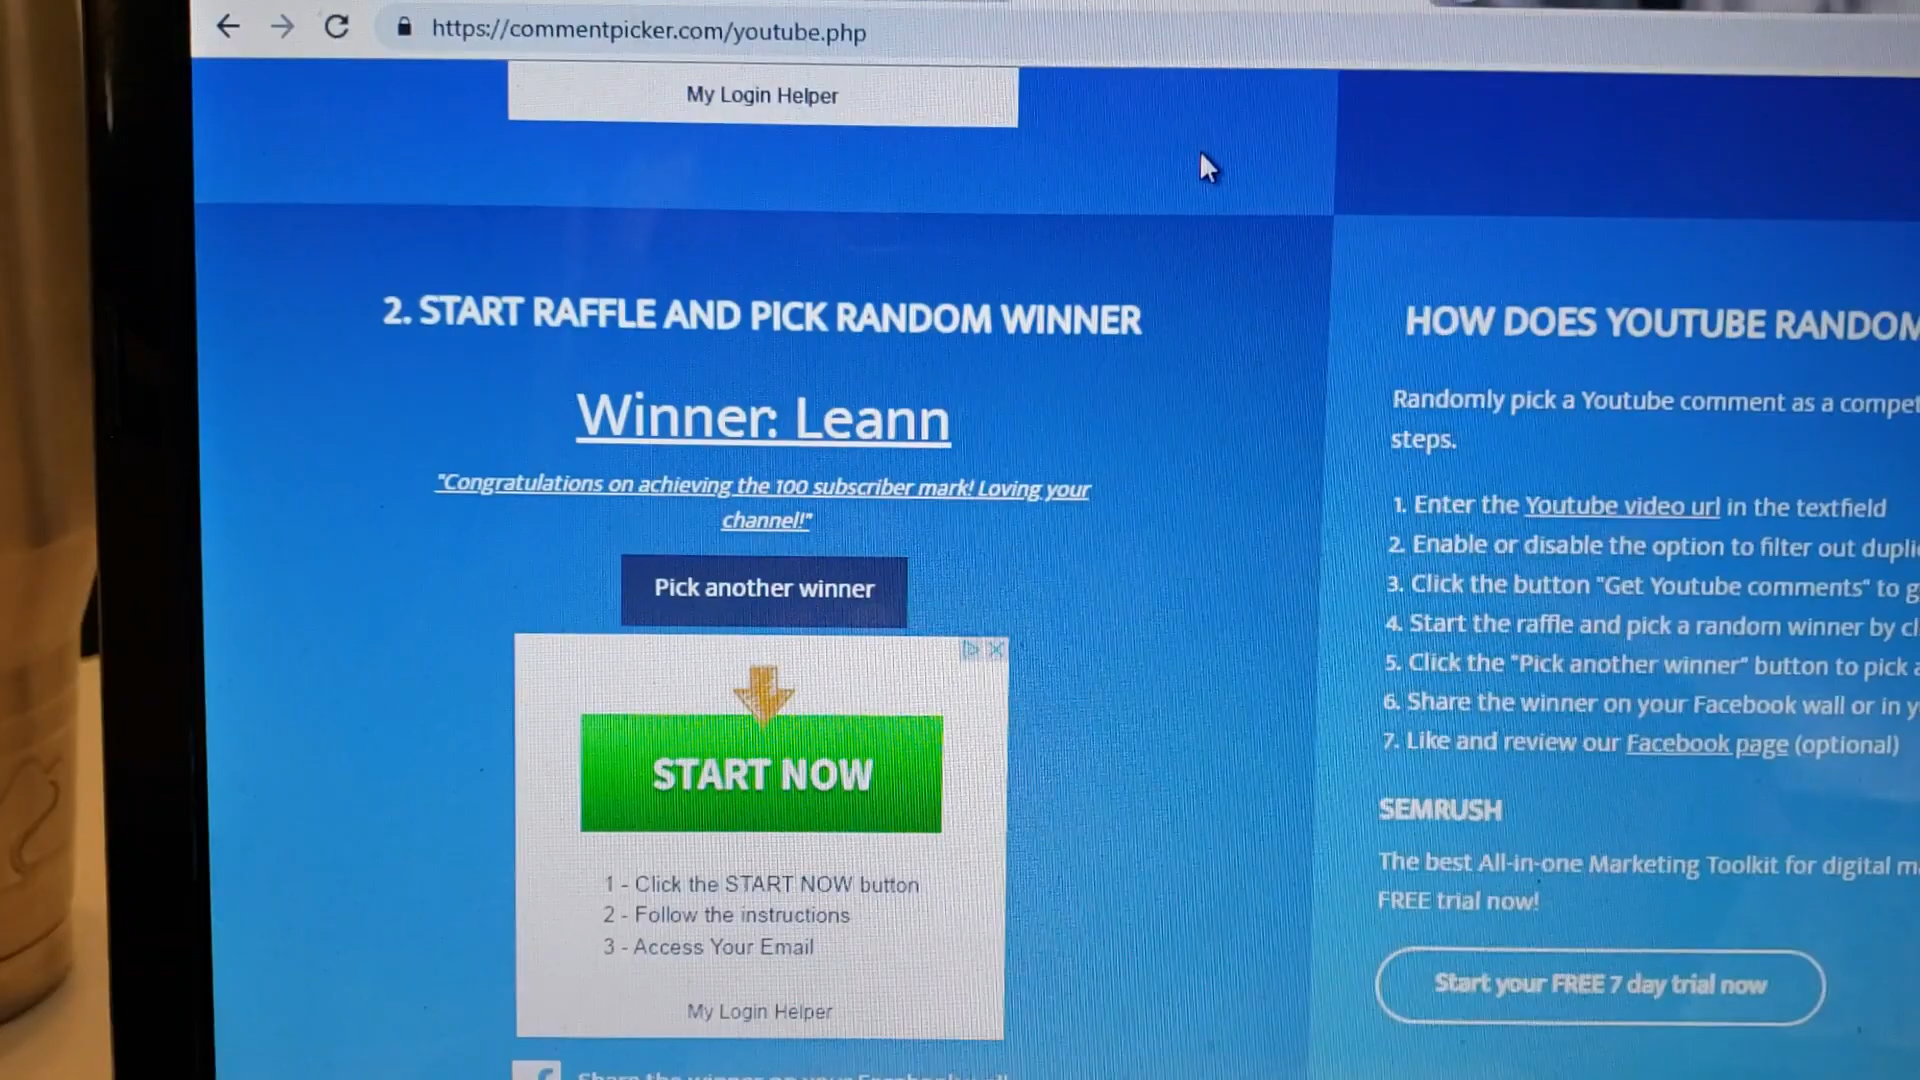 https://commentpicker.com/youtube.php
My Login Helper
2. START RAFFLE AND PICK RANDOM WINNER
Winner: Leann
"Congratulations on achieving the 100 subscriber mark! Loving your
channel!"
Pick another winner
START NOW
1 - Click the START NOW button
2 - Follow the instructions
3 - Access Your Email
My Login Helper
HOW DOES YOUTUBE RANDOM
Randomly pick a Youtube comment as a
steps.
1. Enter the Youtube video url in the textfield
2. Enable or disable the option to filter out
3. Click the button "Get Youtube comments" to
4. Start the raffle and pick a random winner by
5. Click the "Pick another winner" button to pick
6. Share the winner on your Facebook wall or in
7. Like and review our Facebook page (optional)
SEMRUSH
The best All-in-one Marketing Toolkit for digital
FREE trial now!
Start your FREE 7 day trial now